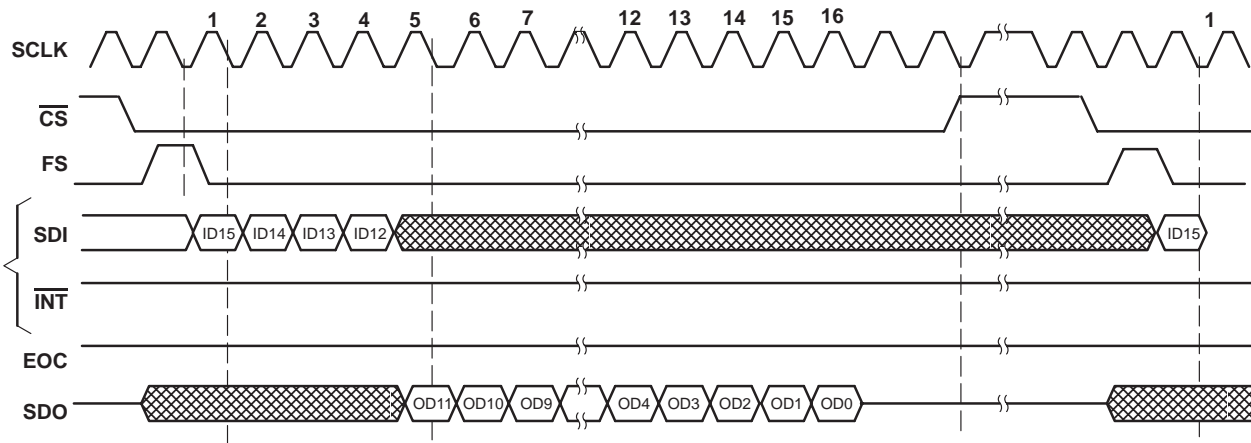 1 2 3 4 5 6 7 12 13 14 15 16 1
SCLK
CS
FS
SDI ID15 ID14 ID13 ID12 ID15
INT
EOC
SDO OD11 OD10 OD9 OD4 OD3 OD2 OD1 OD0